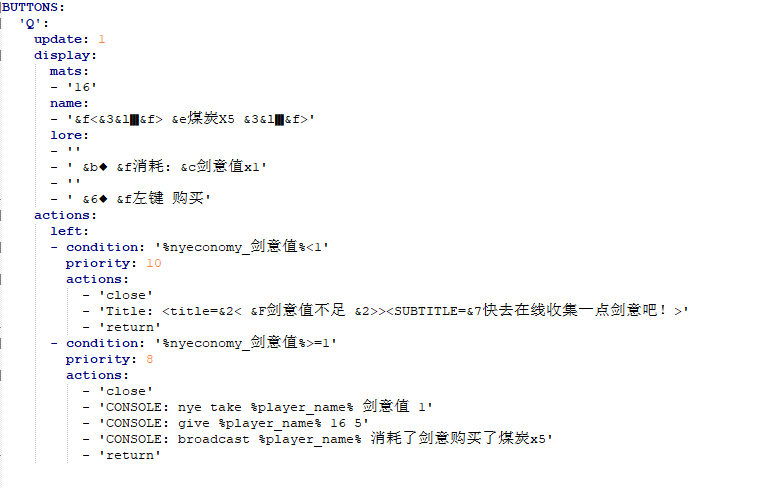 BUTTONS:
'Q':
update: 1
display:
mats:
- '16'
name:
- '&f<&3&l▇&f> &e煤炭X5 &3&l▇&f>'
lore:
- ''
- ' &b◆ &f消耗: &c剑意值x1'
- ''
- ' &6◆ &f左键 购买'
actions:
left:
- condition: '%nyeconomy_剑意值%<1'
priority: 10
actions:
- 'close'
- 'Title: <title=&2< &F剑意值不足 &2>><SUBTITLE=&7快去在线收集一点剑意吧！>'
- 'return'
- condition: '%nyeconomy_剑意值%>=1'
priority: 8
actions:
- 'close'
- 'CONSOLE: nye take %player_name% 剑意值 1'
- 'CONSOLE: give %player_name% 16 5'
- 'CONSOLE: broadcast %player_name% 消耗了剑意购买了煤炭x5'
- 'return'